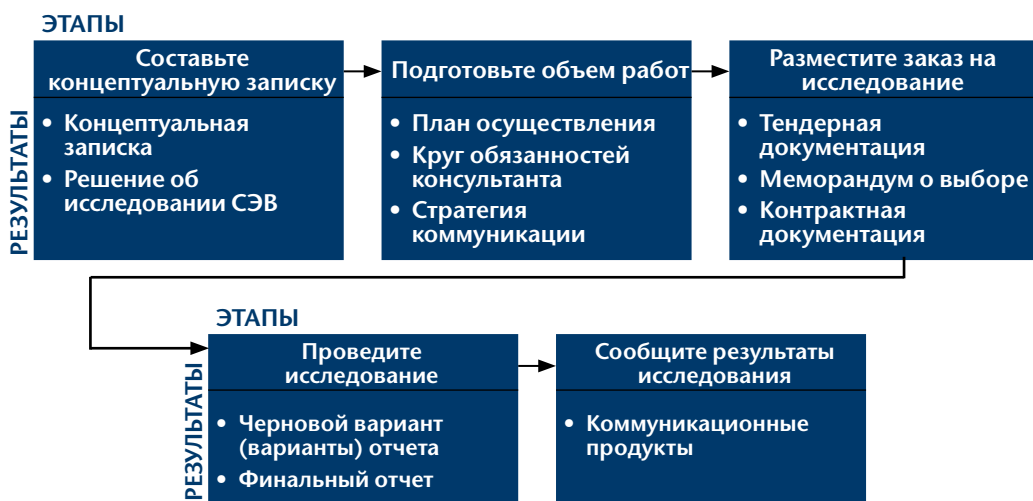 ЭТАПЫ
РЕЗУЛЬТАТЫ
Составьте
концептуальную записку
• Концептуальная
записка
• Решение об
исследовании СЭВ
Подготовьте объем работ
• План осуществления
• Круг обязанностей
консультанта
• Стратегия
коммуникации
Разместите заказ на
исследование
• Тендерная
документация
• Меморандум о выборе
• Контрактная
документация
ЭТАПЫ
РЕЗУЛЬТАТЫ
Проведите
исследование
• Черновой вариант
(варианты) отчета
• Финальный отчет
Сообщите результаты
исследования
• Коммуникационные
продукты